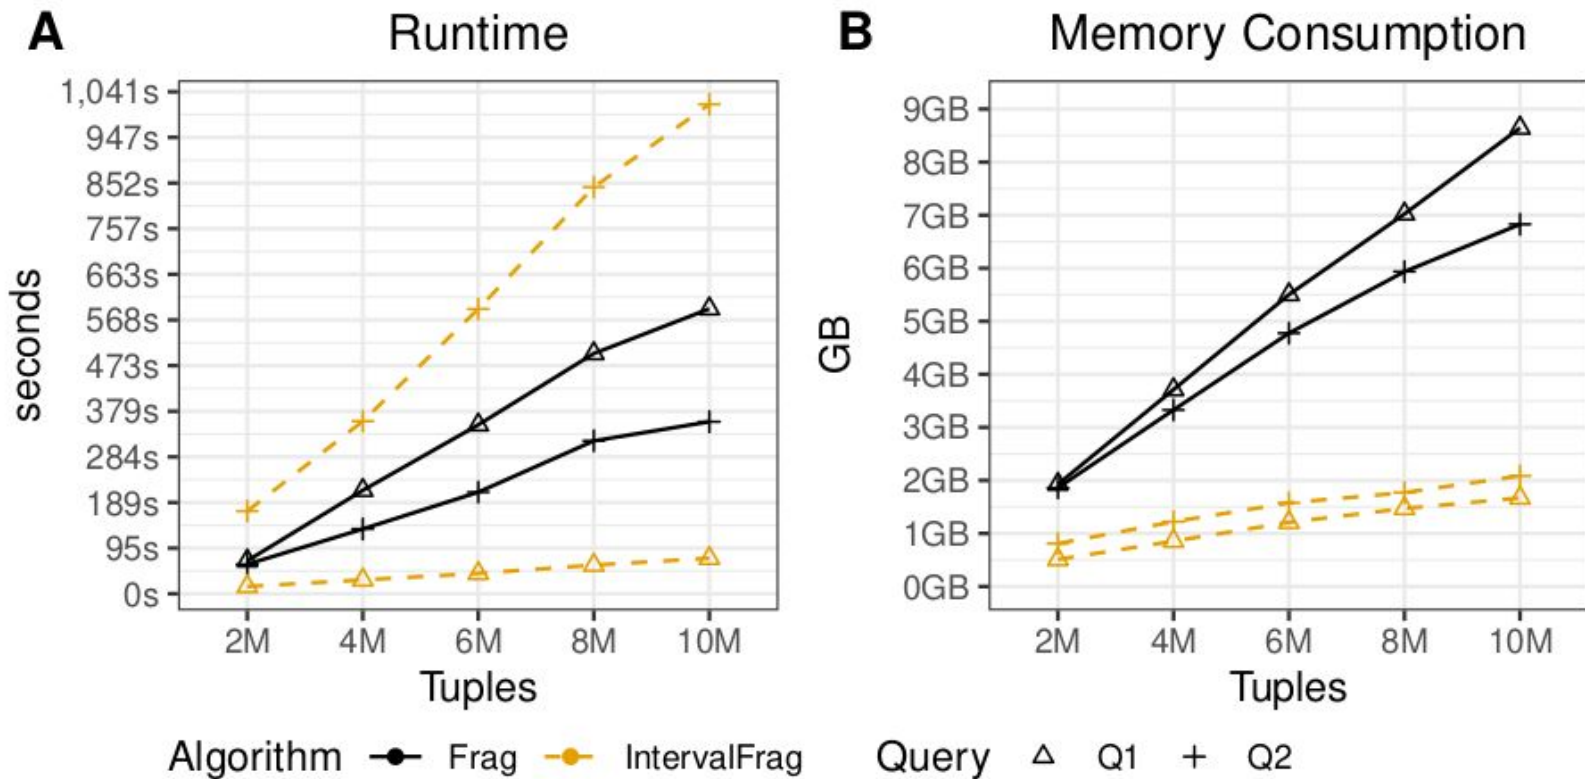 A Runtime
1,041s
947s
852s
757s
663s
568s
473s
379s
284s
189s
95s
0s
seconds
2M 4M 6M 8M 10M
Tuples
B Memory Consumption
9GB
8GB
7GB
6GB
5GB
4GB
3GB
2GB
1GB
0GB
GB
2M 4M 6M 8M 10M
Tuples
Algorithm Frag IntervalFrag Query Q1 Q2